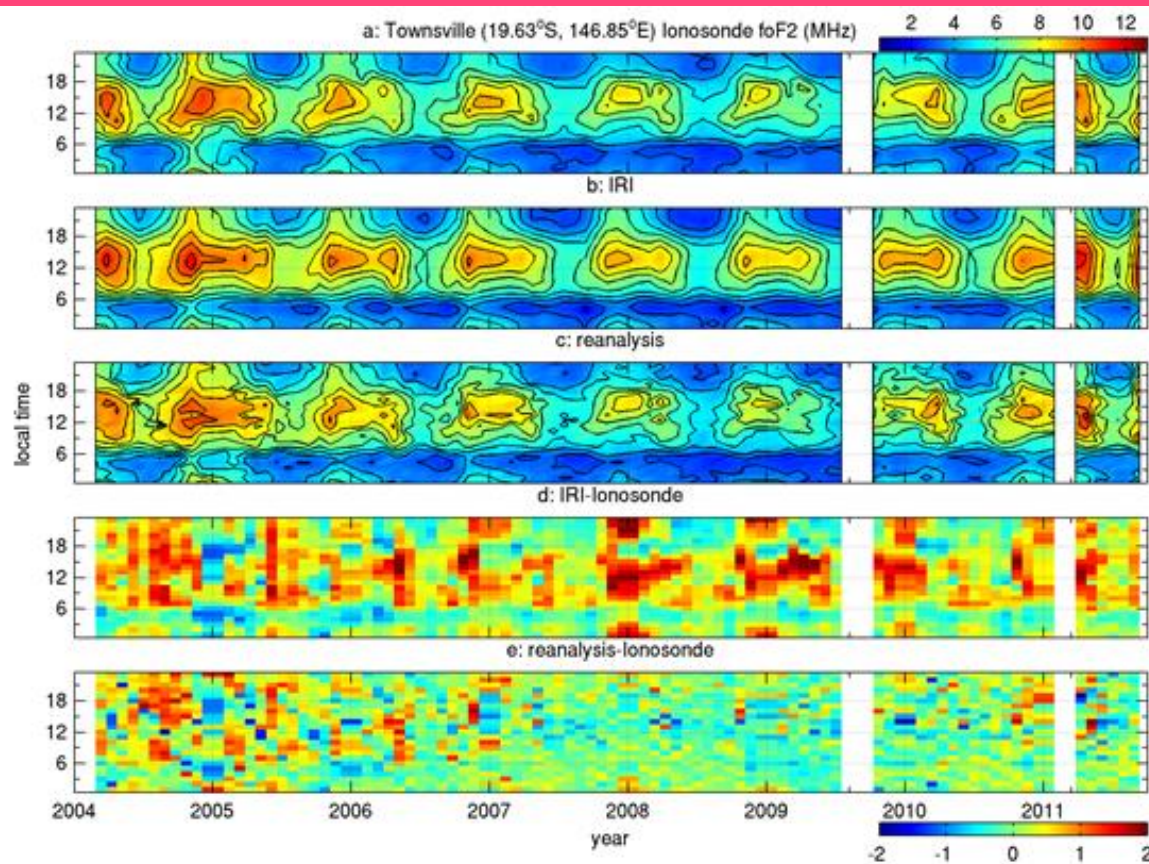 a: Townsville (19.63°S, 146.85°E) Ionosonde foF2 (MHz)
2 4 6 8 10 12
18
12
6
b: IRI
18
12
6
c: reanalysis
18
12
6
local time
d: IRI-Ionosonde
18
12
6
e: reanalysis-Ionosonde
18
12
6
2004 2005 2006 2007 2008 2009 2010 2011
year
-2 -1 0 1 2